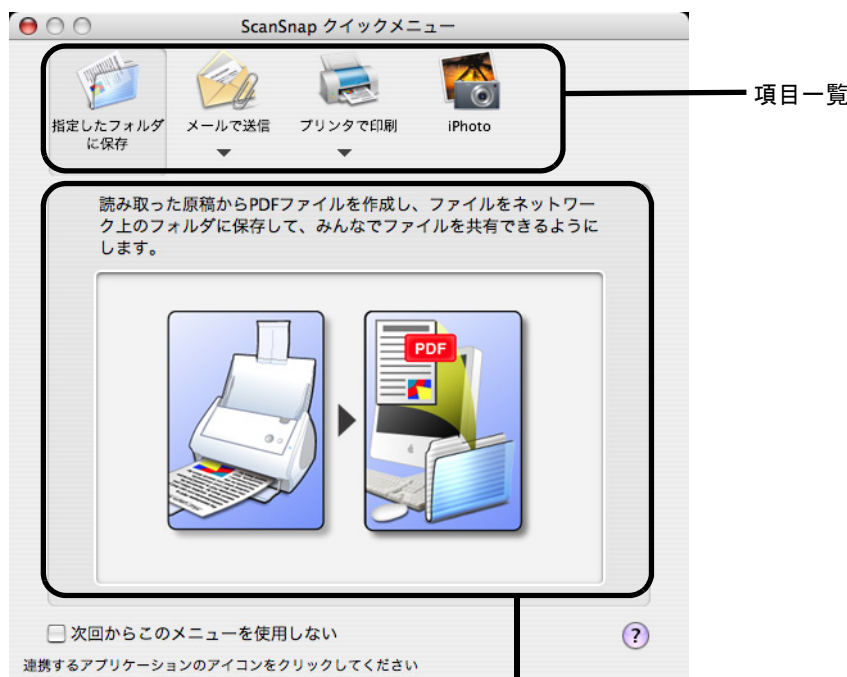 ScanSnap クイックメニュー
指定したフォルダ
に保存
メールで送信
プリンタで印刷
iPhoto
項目一覧
読み取った原稿からPDFファイルを作成し、ファイルをネットワー
ク上のフォルダに保存して、みんなでファイルを共有できるように
します。
PDF
次回からこのメニューを使用しない
?
連携するアプリケーションのアイコンをクリックしてください